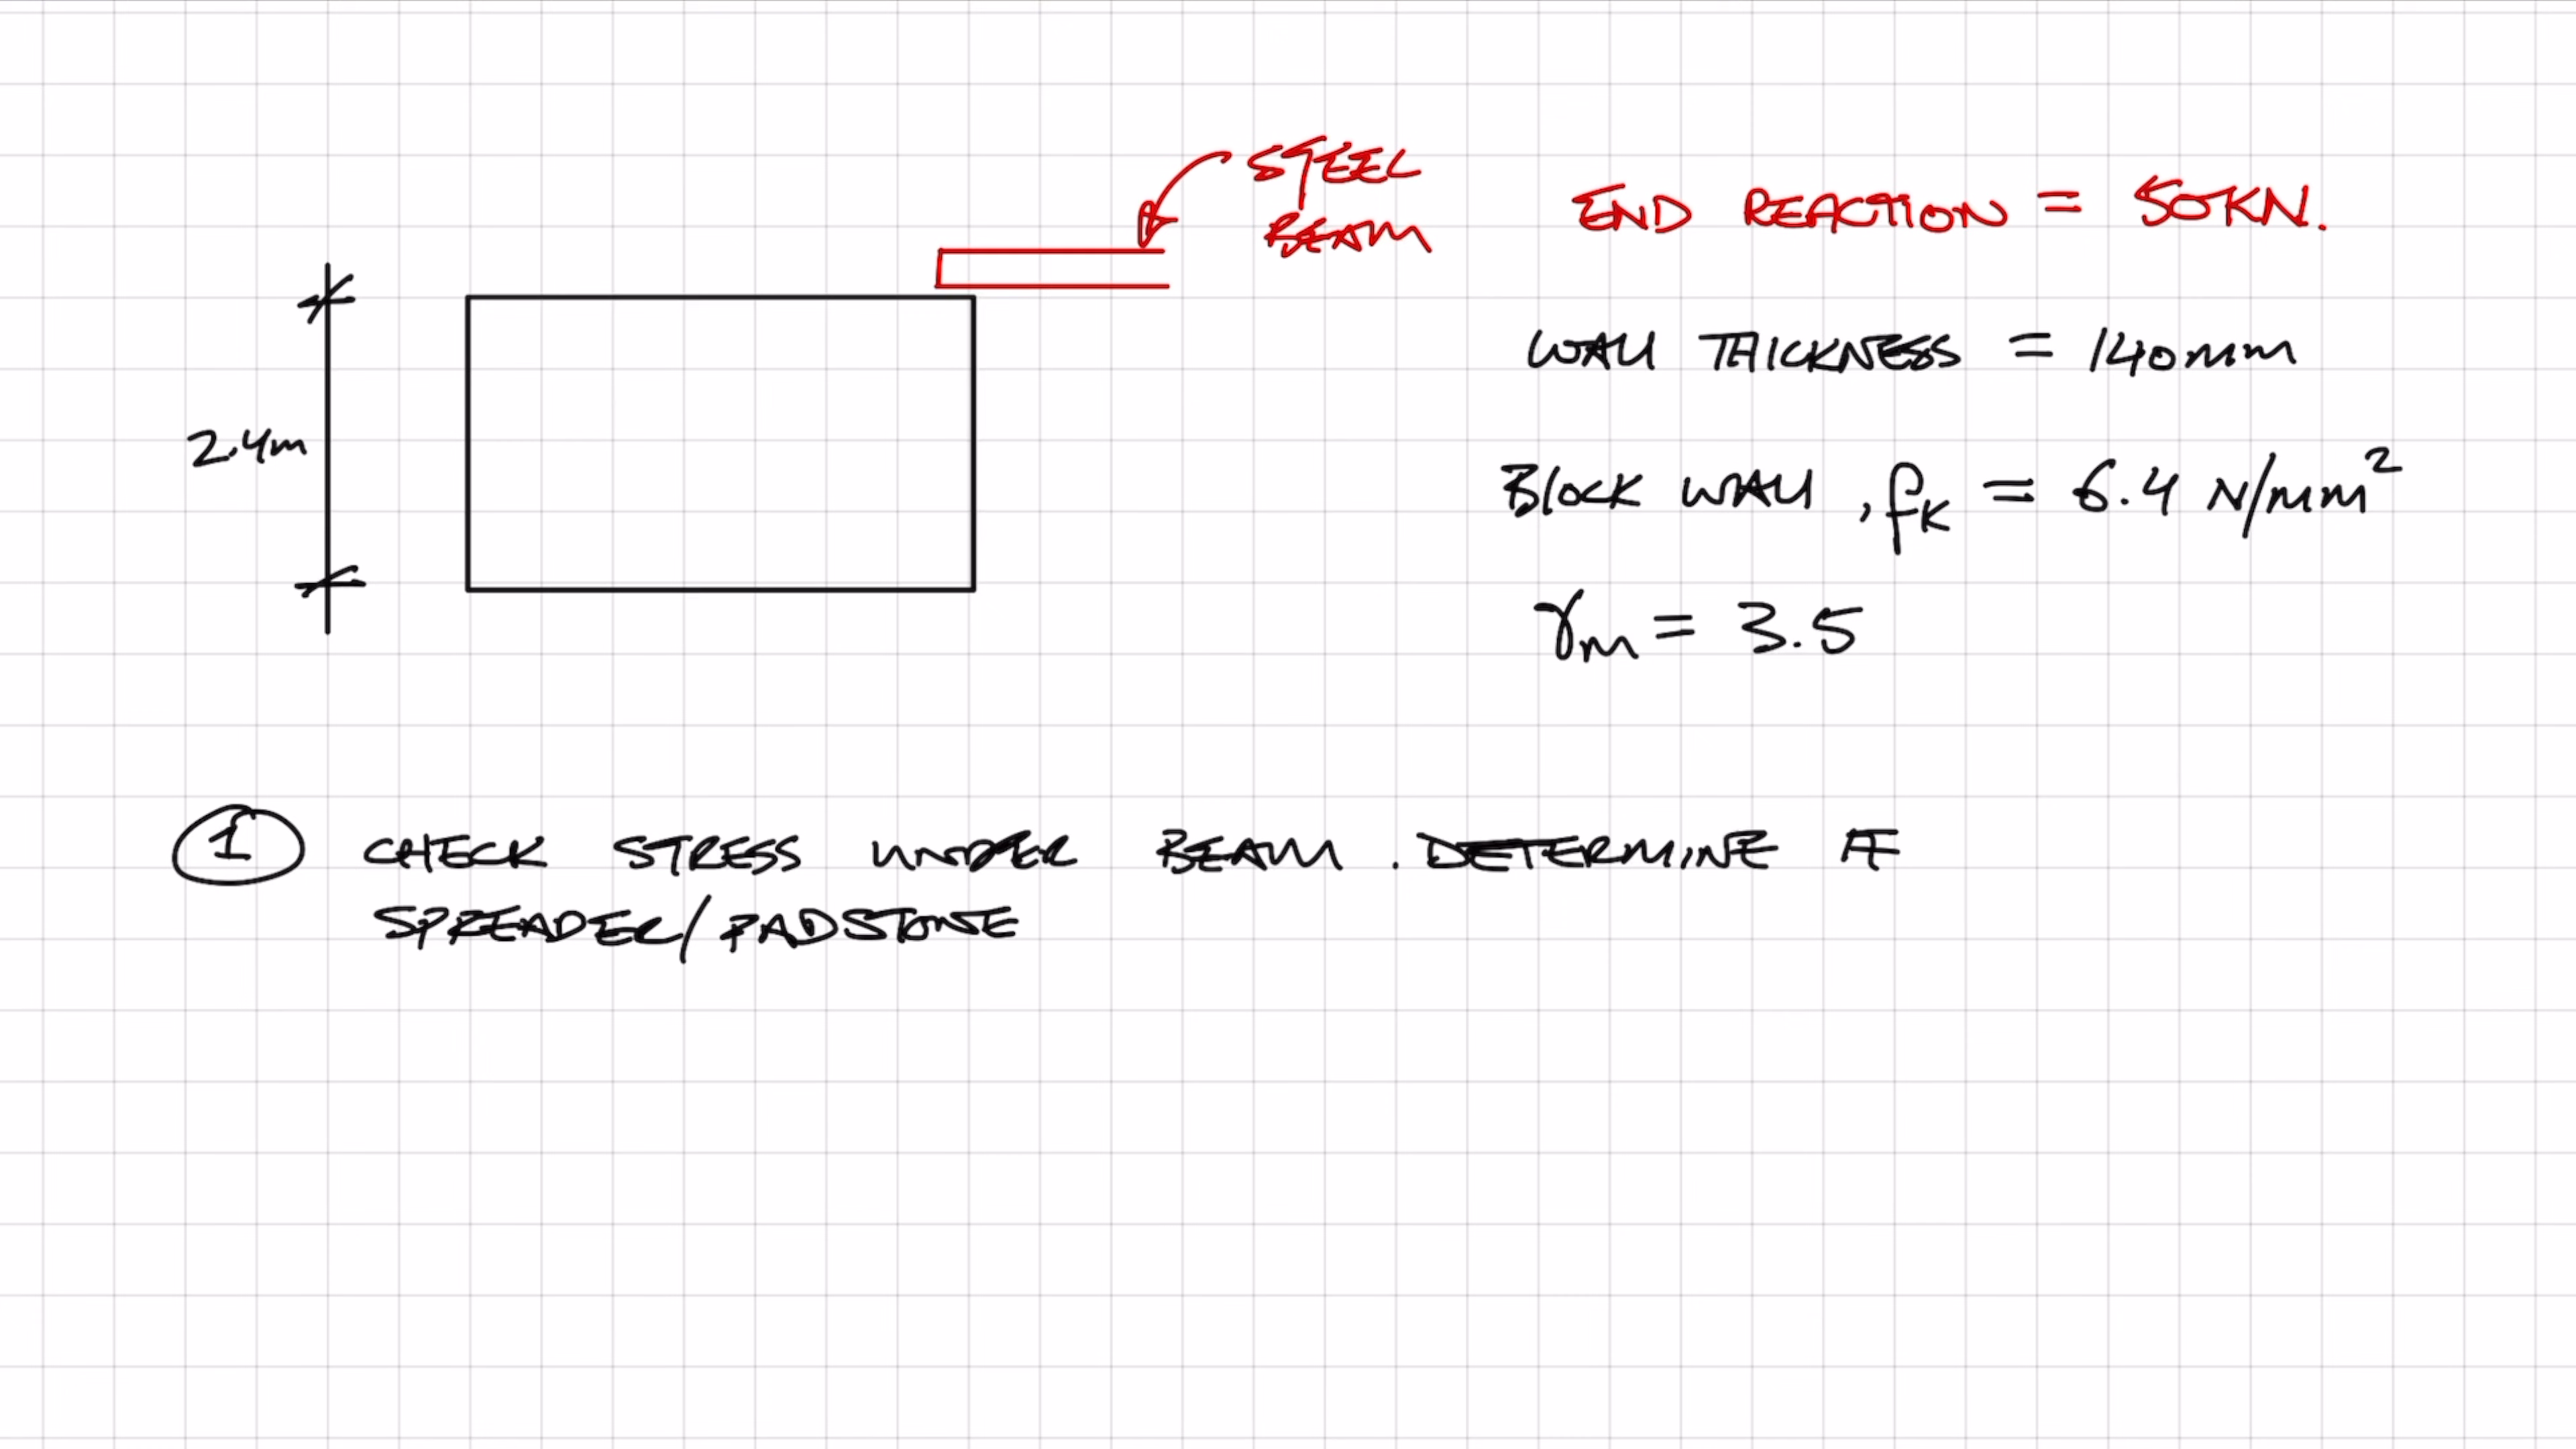 STEEL
BEAM
END REACTION = 50KN.
WALL THICKNESS = 140mm
2.4m
BLOCK WALL , fK = 6.4 N/mm²
γm = 3.5
1 CHECK STRESS UNDER BEAM . DETERMINE IF
SPREADER/PADSTONE